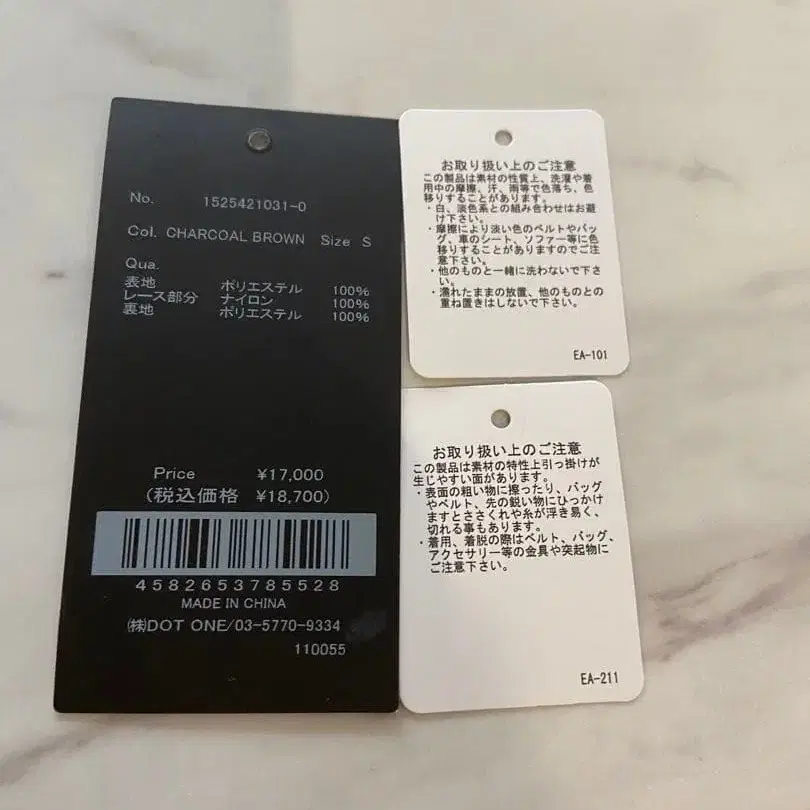 No. 1525421031-0
Col. CHARCOAL BROWN Size S
Qua.
表地 ポリエステル 100%
レース部分 ナイロン 100%
裏地 ポリエステル 100%
Price ¥17,000
(税込価格 ¥18,700)
4582653785528
MADE IN CHINA
㈱DOT ONE/03-5770-9334
110055
お取り扱い上のご注意
この製品は素材の性質上、洗濯や着
用中の摩擦、汗、雨等で色落ち、色
移りすることがあります。
・白、淡色系との組み合わせはお避
け下さい。
・摩擦により淡い色のベルトやバッ
グ、車のシート、ソファー等に色
移りすることがありますのでご注
意下さい。
・他のものと一緒に洗わないで下さ
い。
・濡れたままの放置、他のものとの
重ね置きはしないで下さい。
EA-101
お取り扱い上のご注意
この製品は素材の特性上引っ掛けが
生じやすい面があります。
・表面の粗い物に擦ったり、バッグ
やベルト、先の鋭い物にひっかけ
ますとささくれや糸が浮き易く、
切れる事もあります。
・着用、着脱の際はベルト、バッグ、
アクセサリー等の金具や突起物に
ご注意下さい。
EA-211